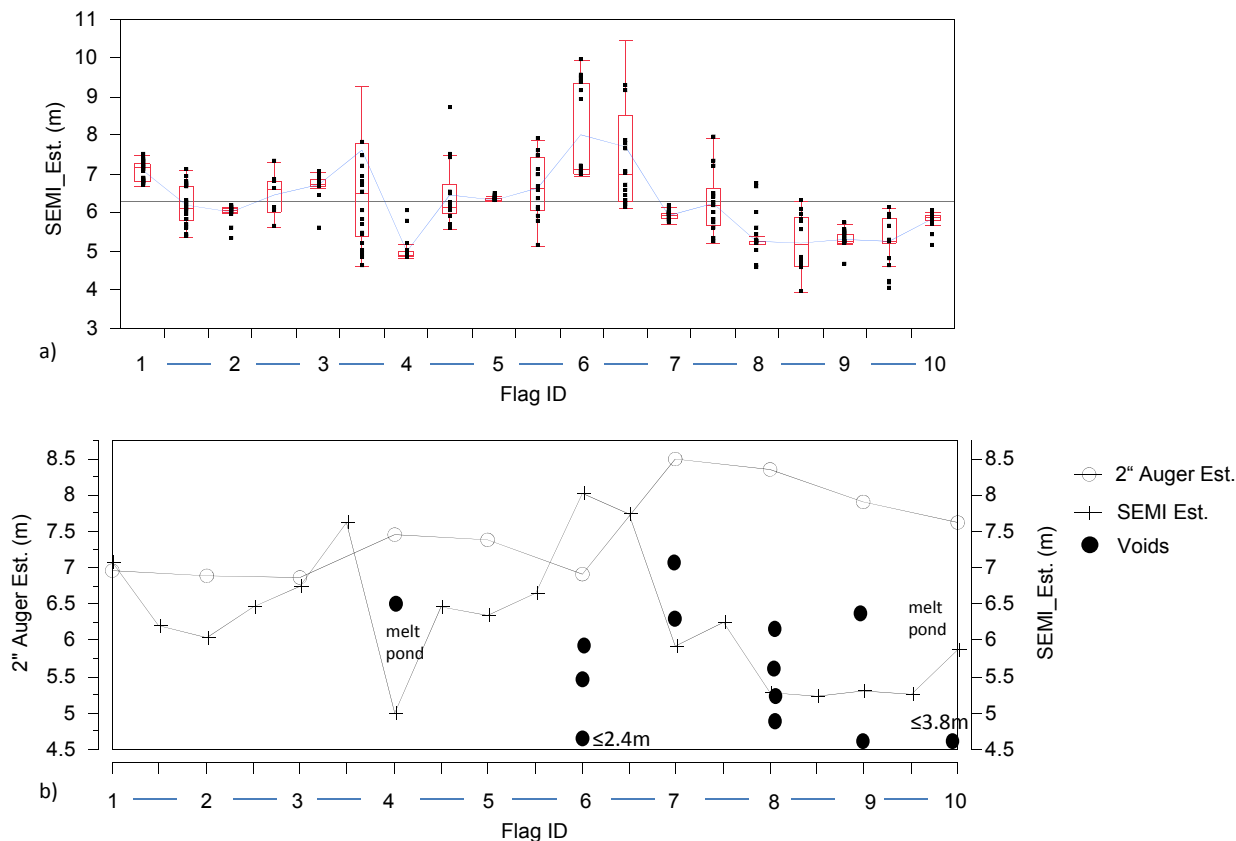 11
10
9
8
7
6
5
4
3
SEMI_Est. (m)
a)
1 2 3 4 5 6 7 8 9 10
Flag ID
8.5
8
7.5
7
6.5
6
5.5
5
4.5
2" Auger Est. (m)
melt
pond
≤2.4m
melt
pond
≤3.8m
8.5
8
7.5
7
6.5
6
5.5
5
4.5
SEMI_Est. (m)
2" Auger Est.
SEMI Est.
Voids
b)
1 2 3 4 5 6 7 8 9 10
Flag ID